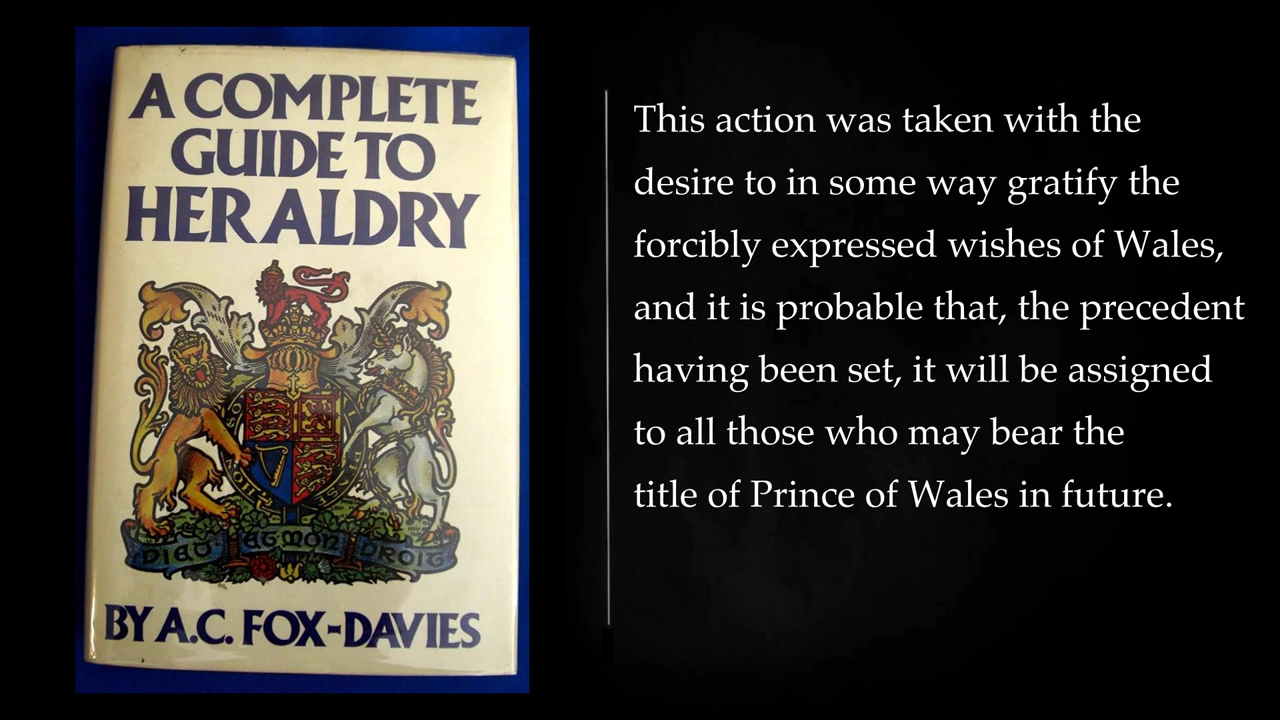 A COMPLETE
GUIDE TO
HERALDRY
DIEU ET MON DROIT
BY A.C. FOX-DAVIES
This action was taken with the
desire to in some way gratify the
forcibly expressed wishes of Wales,
and it is probable that, the precedent
having been set, it will be assigned
to all those who may bear the
title of Prince of Wales in future.